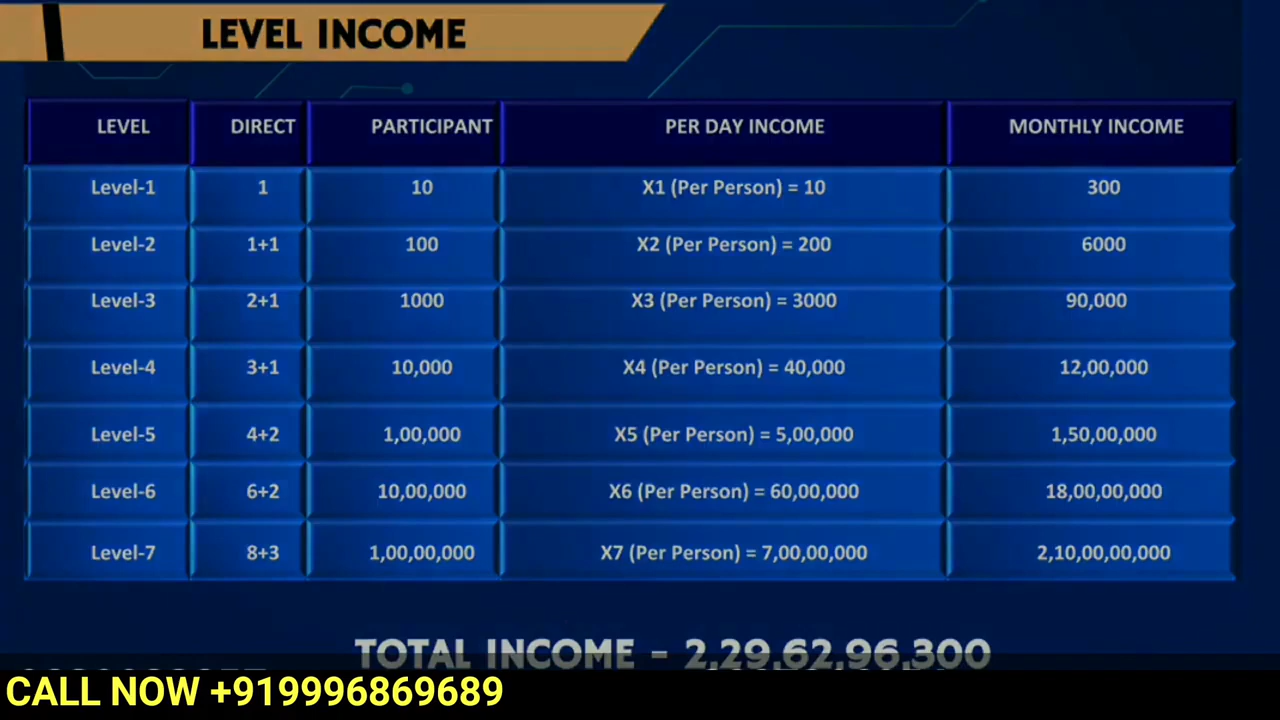 LEVEL INCOME
LEVEL DIRECT PARTICIPANT PER DAY INCOME MONTHLY INCOME
Level-1 1 10 X1 (Per Person) = 10 300
Level-2 1+1 100 X2 (Per Person) = 200 6000
Level-3 2+1 1000 X3 (Per Person) = 3000 90,000
Level-4 3+1 10,000 X4 (Per Person) = 40,000 12,00,000
Level-5 4+2 1,00,000 X5 (Per Person) = 5,00,000 1,50,00,000
Level-6 6+2 10,00,000 X6 (Per Person) = 60,00,000 18,00,00,000
Level-7 8+3 1,00,00,000 X7 (Per Person) = 7,00,00,000 2,10,00,00,000
TOTAL INCOME - 2,29,62,96,300
CALL NOW +919996869689